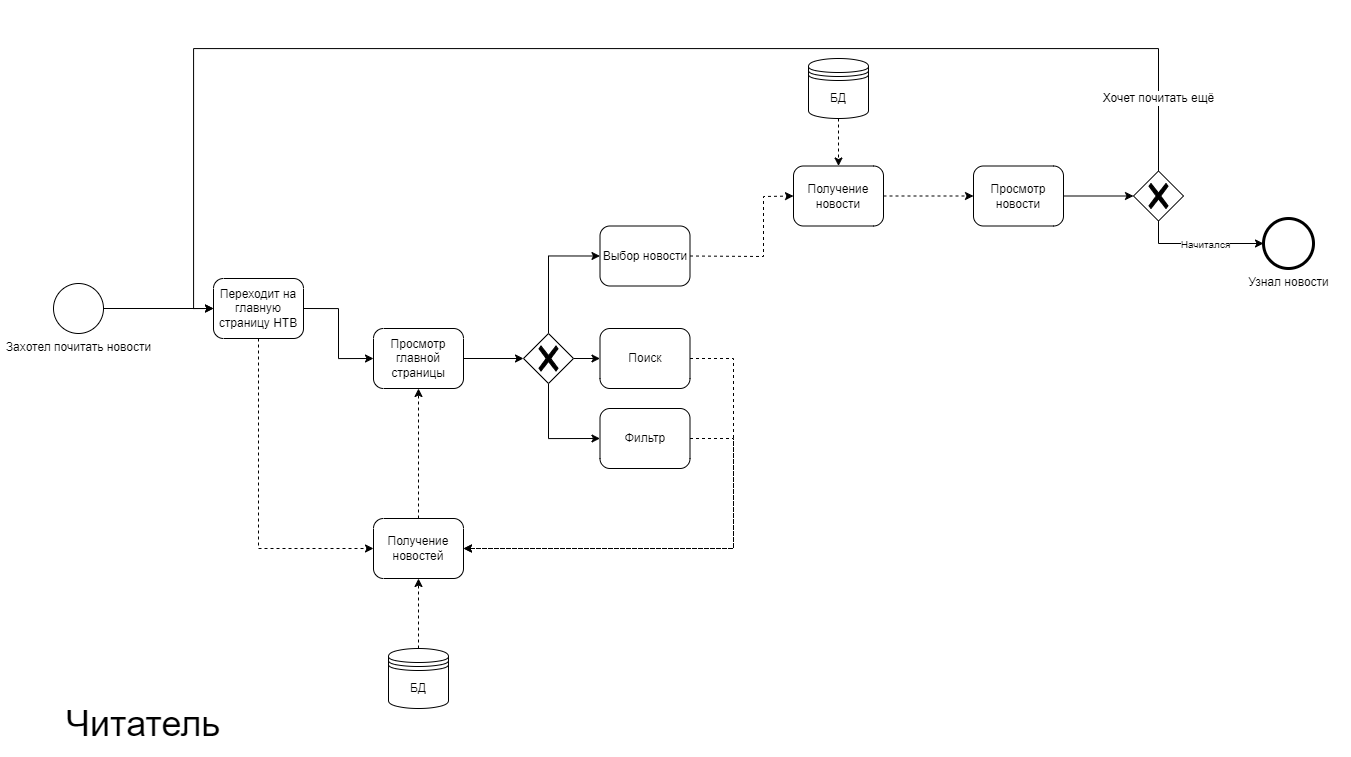 БД
Хочет почитать ещё
Получение
новости
Просмотр
новости
Начитался
Узнал новости
Выбор новости
Переходит на
главную
страницу НТВ
Захотел почитать новости
Просмотр
главной
страницы
Поиск
Фильтр
Получение
новостей
БД
Читатель